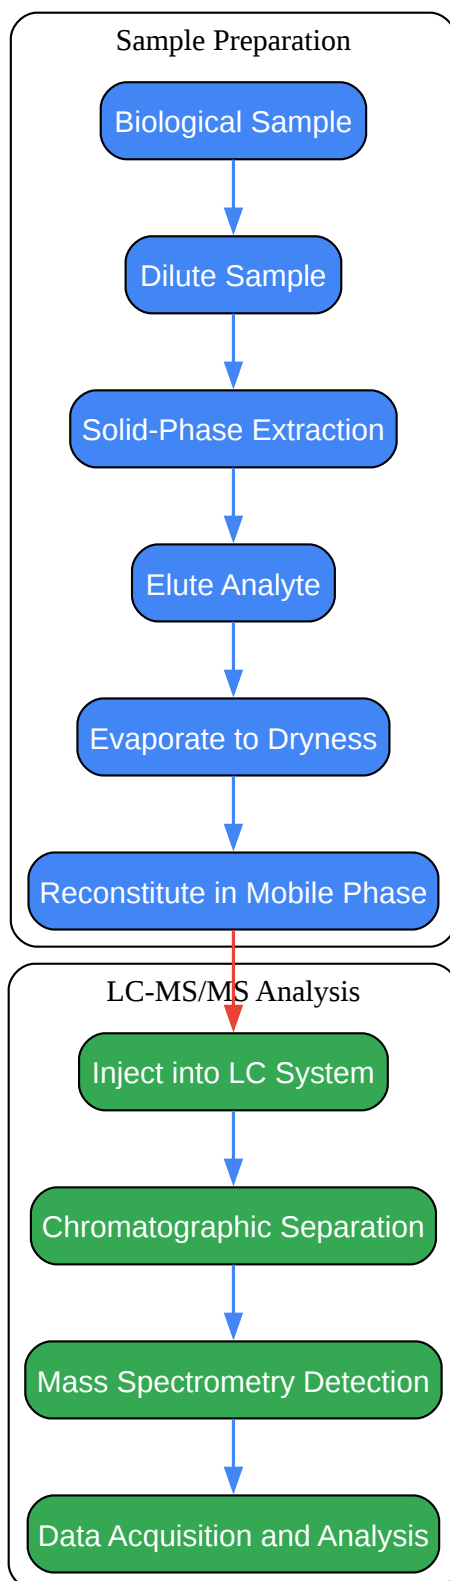 Sample Preparation
Biological Sample
Dilute Sample
Solid-Phase Extraction
Elute Analyte
Evaporate to Dryness
Reconstitute in Mobile Phase
LC-MS/MS Analysis
Inject into LC System
Chromatographic Separation
Mass Spectrometry Detection
Data Acquisition and Analysis